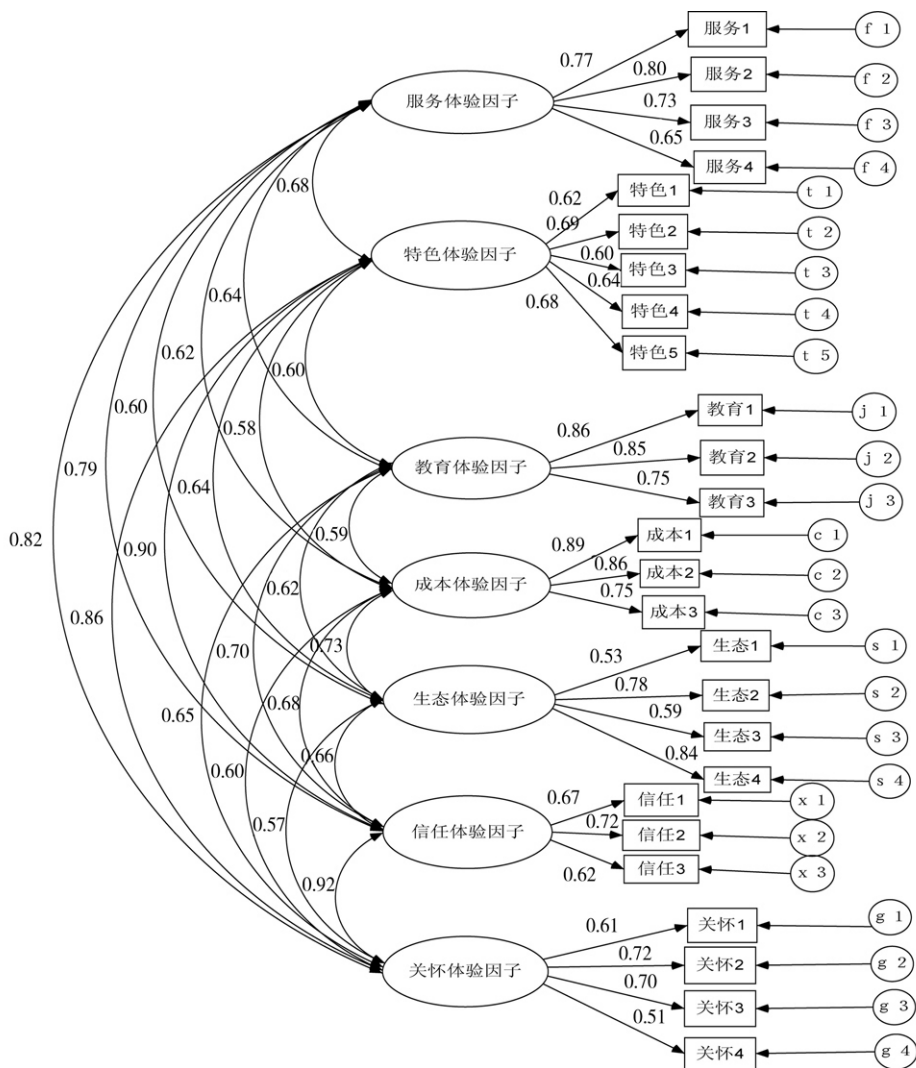 服务1
f 1
0.77
0.80
服务2
f 2
服务体验因子
0.73
服务3
f 3
0.65
服务4
f 4
0.68
0.62
特色1
t 1
0.69
特色2
t 2
特色体验因子
0.60
特色3
t 3
0.64
0.64
0.68
特色4
t 4
特色5
t 5
0.62
0.60
0.60
教育1
j 1
0.58
0.86
0.85
教育2
j 2
教育体验因子
0.79
0.64
0.75
教育3
j 3
0.82
0.90
0.59
成本1
c 1
0.89
0.86
成本2
c 2
成本体验因子
0.62
0.75
成本3
c 3
0.86
0.70
0.73
生态1
s 1
0.53
0.78
生态2
s 2
生态体验因子
0.65
0.68
0.59
生态3
s 3
0.66
0.84
生态4
s 4
0.60
0.67
信任1
x 1
0.57
0.72
信任2
x 2
信任体验因子
0.62
信任3
x 3
0.92
0.61
关怀1
g 1
0.72
关怀2
g 2
关怀体验因子
0.70
关怀3
g 3
0.51
关怀4
g 4